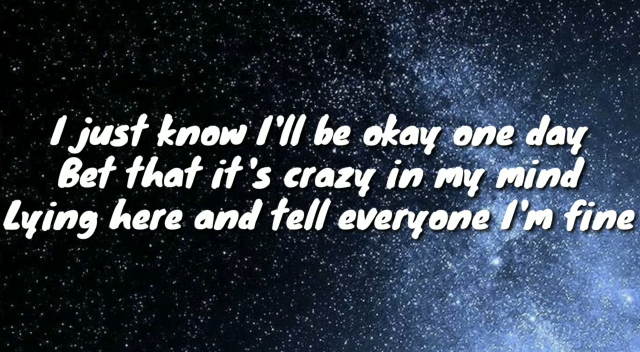 I just know I'll be okay one day
Bet that it's crazy in my mind
Lying here and tell everyone I'm fine